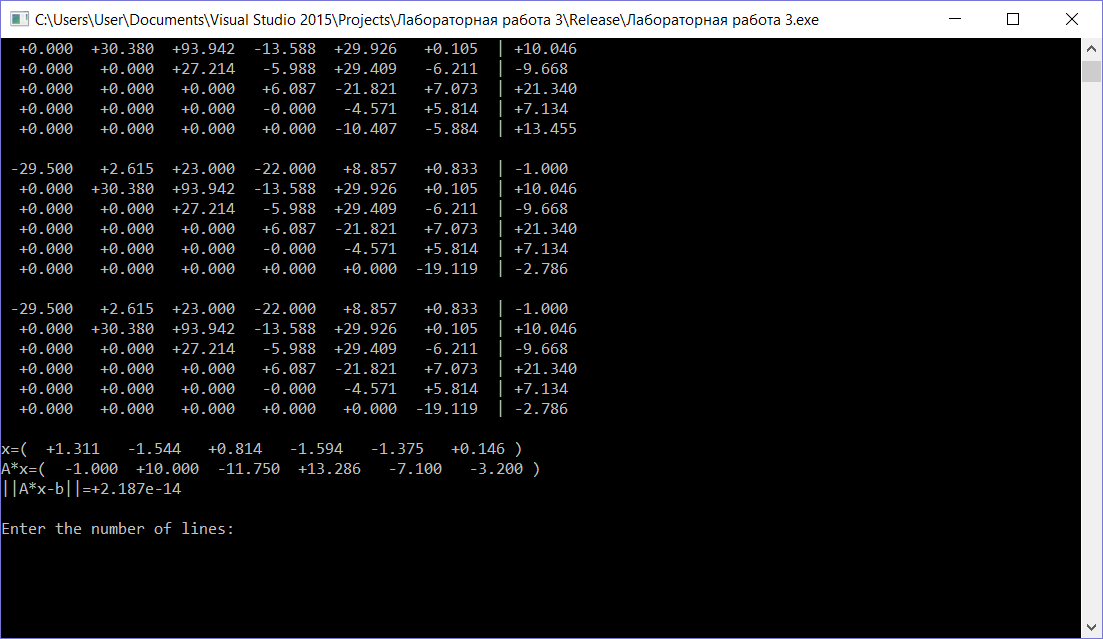 C:\Users\User\Documents\Visual Studio 2015\Projects\Лабораторная работа 3\Release\Лабораторная работа 3.exe
+0.000 +30.380 +93.942 -13.588 +29.926 +0.105 | +10.046
+0.000 +0.000 +27.214 -5.988 +29.409 -6.211 | -9.668
+0.000 +0.000 +0.000 +6.087 -21.821 +7.073 | +21.340
+0.000 +0.000 +0.000 -0.000 -4.571 +5.814 | +7.134
+0.000 +0.000 +0.000 +0.000 -10.407 -5.884 | +13.455
-29.500 +2.615 +23.000 -22.000 +8.857 +0.833 | -1.000
+0.000 +30.380 +93.942 -13.588 +29.926 +0.105 | +10.046
+0.000 +0.000 +27.214 -5.988 +29.409 -6.211 | -9.668
+0.000 +0.000 +0.000 +6.087 -21.821 +7.073 | +21.340
+0.000 +0.000 +0.000 -0.000 -4.571 +5.814 | +7.134
+0.000 +0.000 +0.000 +0.000 +0.000 -19.119 | -2.786
-29.500 +2.615 +23.000 -22.000 +8.857 +0.833 | -1.000
+0.000 +30.380 +93.942 -13.588 +29.926 +0.105 | +10.046
+0.000 +0.000 +27.214 -5.988 +29.409 -6.211 | -9.668
+0.000 +0.000 +0.000 +6.087 -21.821 +7.073 | +21.340
+0.000 +0.000 +0.000 -0.000 -4.571 +5.814 | +7.134
+0.000 +0.000 +0.000 +0.000 +0.000 -19.119 | -2.786
x=( +1.311 -1.544 +0.814 -1.594 -1.375 +0.146 )
A*x=( -1.000 +10.000 -11.750 +13.286 -7.100 -3.200 )
||A*x-b||=+2.187e-14
Enter the number of lines: